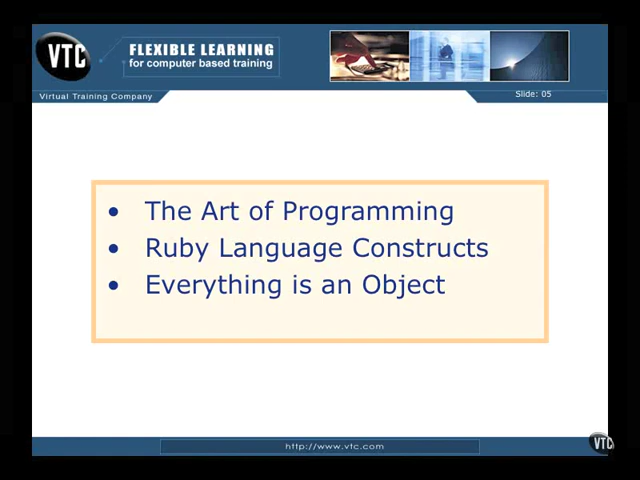 VTC
FLEXIBLE LEARNING
for computer based training
Virtual Training Company
Slide: 05
• The Art of Programming
• Ruby Language Constructs
• Everything is an Object
http://www.vtc.com
VTC